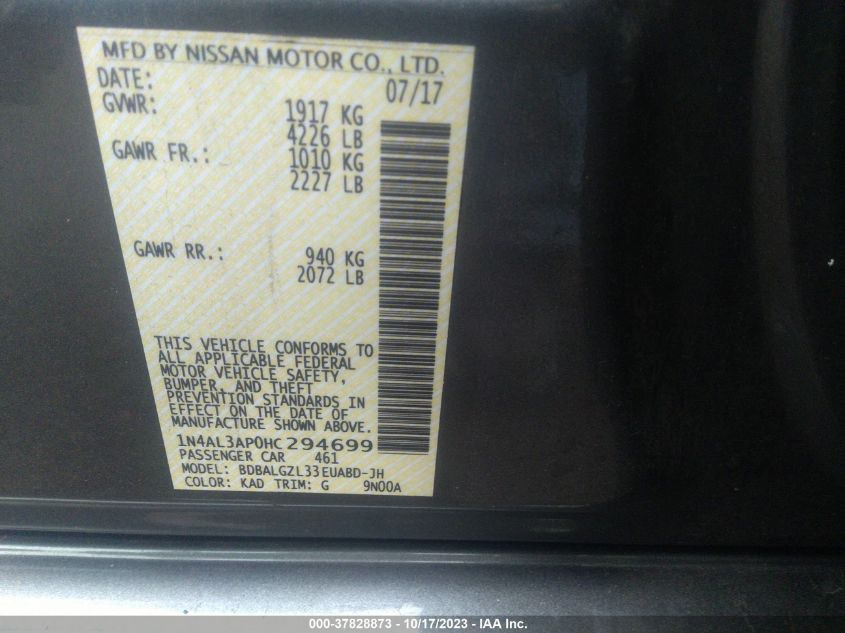 MFD BY NISSAN MOTOR CO., LTD.
DATE: 07/17
GVWR: 1917 KG
4226 LB
GAWR FR.: 1010 KG
2227 LB
GAWR RR.: 940 KG
2072 LB
THIS VEHICLE CONFORMS TO
ALL APPLICABLE FEDERAL
MOTOR VEHICLE SAFETY,
BUMPER, AND THEFT
PREVENTION STANDARDS IN
EFFECT ON THE DATE OF
MANUFACTURE SHOWN ABOVE.
1N4AL3AP0HC294699
PASSENGER CAR 461
MODEL: BDBALGZL33EUABD-JH
COLOR: KAD TRIM: G 9N00A
000-37828873 - 10/17/2023 - IAA Inc.